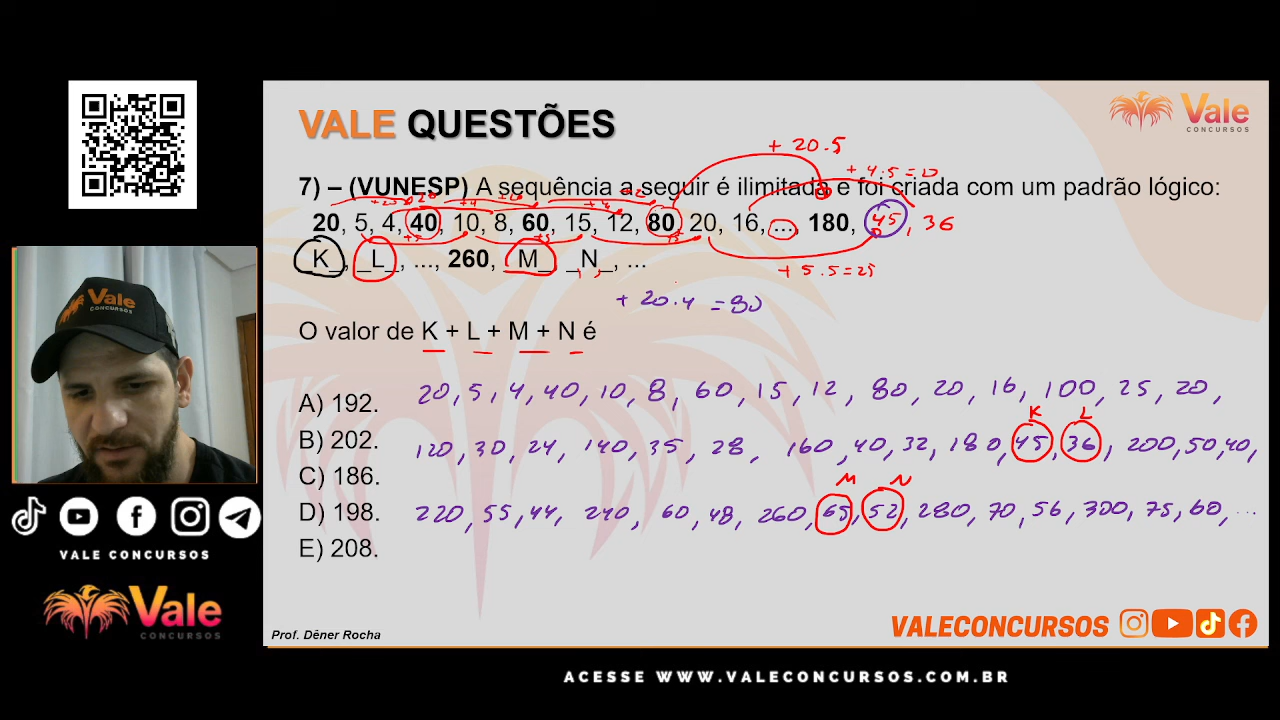 VALE QUESTÕES
Vale
CONCURSOS
+ 20.5
+ 4.5 = 20
7) – (VUNESP) A sequência a seguir é ilimitada e foi criada com um padrão lógico:
20, 5, 4, 40, 10, 8, 60, 15, 12, 80, 20, 16, ..., 180, 45, 36
_K_, _L_, ..., 260, _M_, _N_, ...
+ 5.5 = 25
+ 20.4 = 80
O valor de K + L + M + N é
20, 5, 4, 40, 10, 8, 60, 15, 12, 80, 20, 16, 100, 25, 20,
A) 192.
K L
B) 202.
120, 30, 24, 140, 35, 28, 160, 40, 32, 180, 45, 36, 200, 50, 40,
C) 186.
M N
D) 198.
220, 55, 44, 240, 60, 48, 260, 65, 52, 280, 70, 56, 300, 75, 60, ...
E) 208.
Vale
CONCURSOS
VALE CONCURSOS
Vale
CONCURSOS
Prof. Dêner Rocha
VALECONCURSOS
ACESSE WWW.VALECONCURSOS.COM.BR